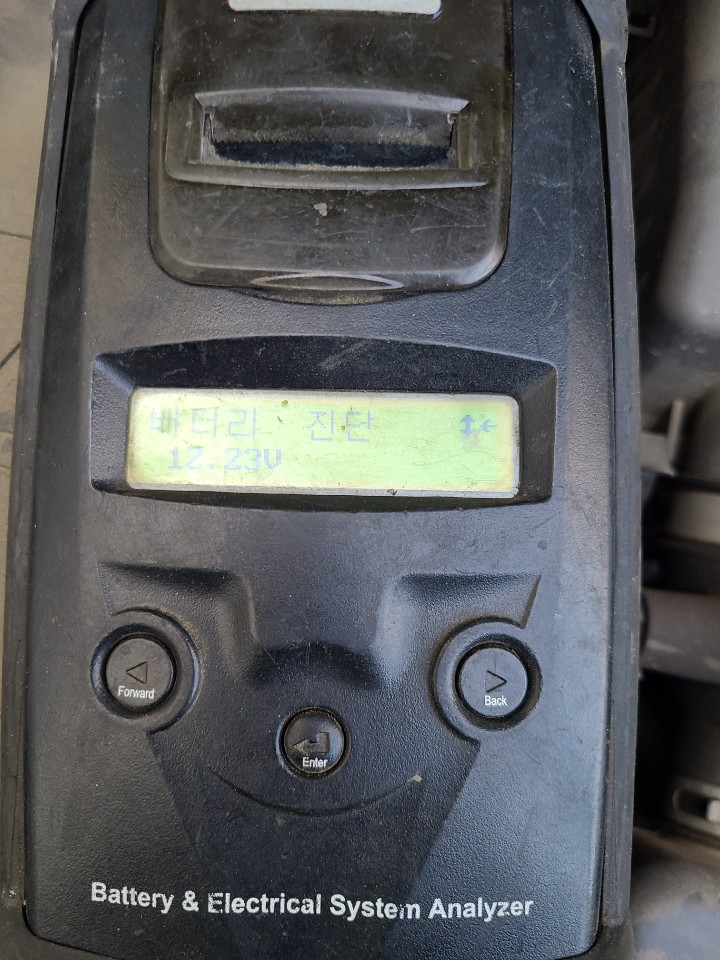 배터리 진단
12.23V
Forward
Back
Enter
Battery & Electrical System Analyzer